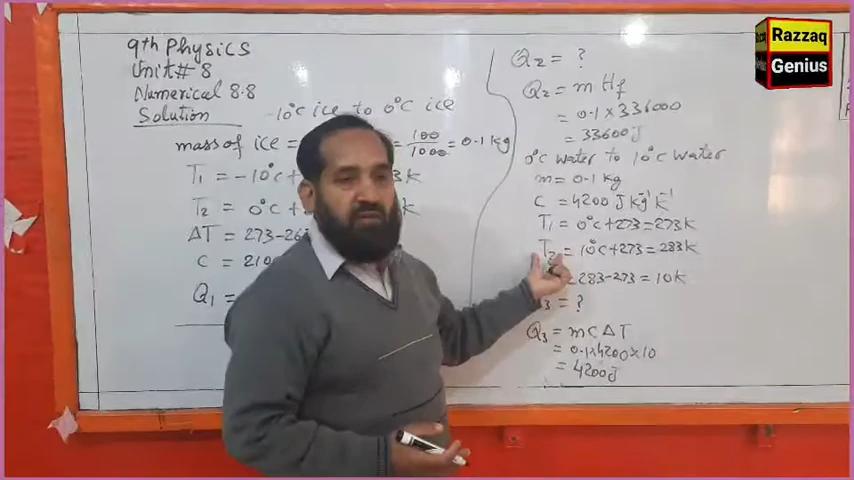 Razzaq
Genius
9th Physics
Unit # 8
Numerical 8.8
Solution
-10°C ice to 0°C ice
mass of ice = 100/1000 = 0.1 kg
T1 = -10°C + 3K
T2 = 0°C + K
ΔT = 273-26
C = 210
Q1 =
Q2 = ?
Q2 = m Hf
= 0.1 × 336000
= 33600 J
0°C water to 10°C water
m = 0.1 kg
C = 4200 J kg⁻¹ K⁻¹
T1 = 0°C + 273 = 273 K
T2 = 10°C + 273 = 283 K
= 283-273 = 10 K
3 = ?
Q3 = m C ΔT
= 0.1×4200×10
= 4200 J